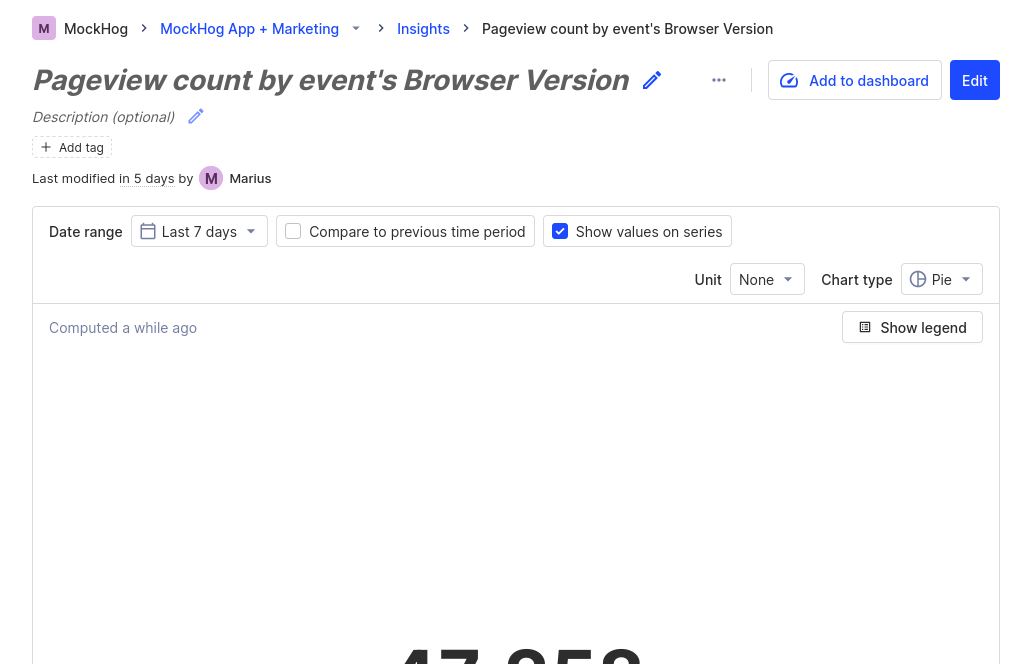 M MockHog > MockHog App + Marketing > Insights > Pageview count by event's Browser Version
Pageview count by event's Browser Version
Add to dashboard
Edit
Description (optional)
+ Add tag
Last modified in 5 days by M Marius
Date range Last 7 days Compare to previous time period Show values on series
Unit None Chart type Pie
Computed a while ago
Show legend